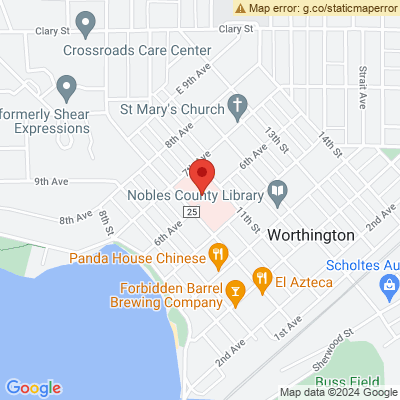 Map error: g.co/staticmaperror
Clary St
Clary St
Crossroads Care Center
E 9th Ave
Strait Ave
St Mary's Church
formerly Shear
Expressions
8th Ave
13th St
14th St
7th Ave
6th Ave
9th Ave
Nobles County Library
25
8th Ave
8th St
11th St
2nd Ave
6th Ave
Worthington
Panda House Chinese
Scholtes Au
El Azteca
Forbidden Barrel
Brewing Company
1st Ave
Sherwood St
2nd Ave
Buss Field
Google
Map data ©2024 Google